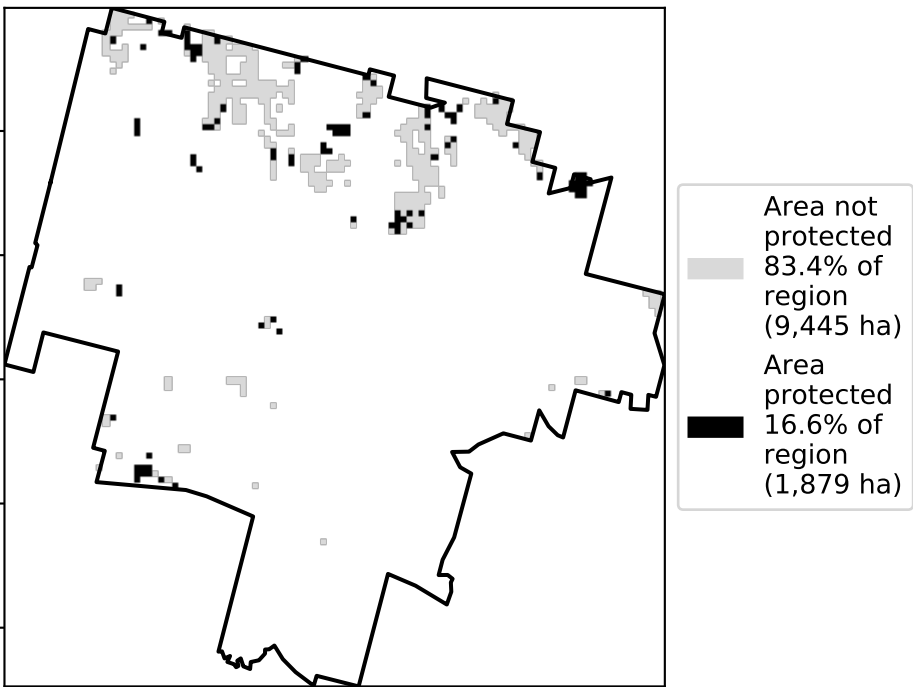 Area not
protected
83.4% of
region
(9,445 ha)
Area
protected
16.6% of
region
(1,879 ha)